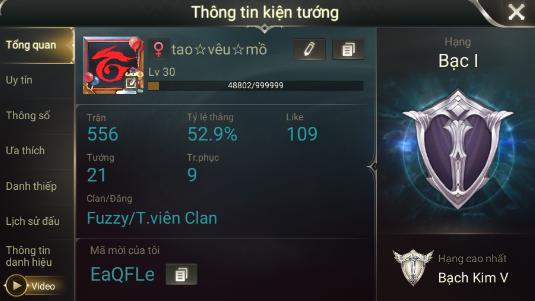 Thông tin kiện tướng
Tổng quan
Uy tín
Thông số
Ưa thích
Danh thiếp
Lịch sử đấu
Thông tin
danh hiệu
Video
tao☆vêu☆mồ
Lv 30
48802/999999
Trận
Tỷ lệ thắng
Like
556
52.9%
109
Tướng
Tr.phục
21
9
Clan/Đăng
Fuzzy/T.viên Clan
Mã mời của tôi
EaQFLe
Hạng
Bạc I
Hạng cao nhất
Bạch Kim V